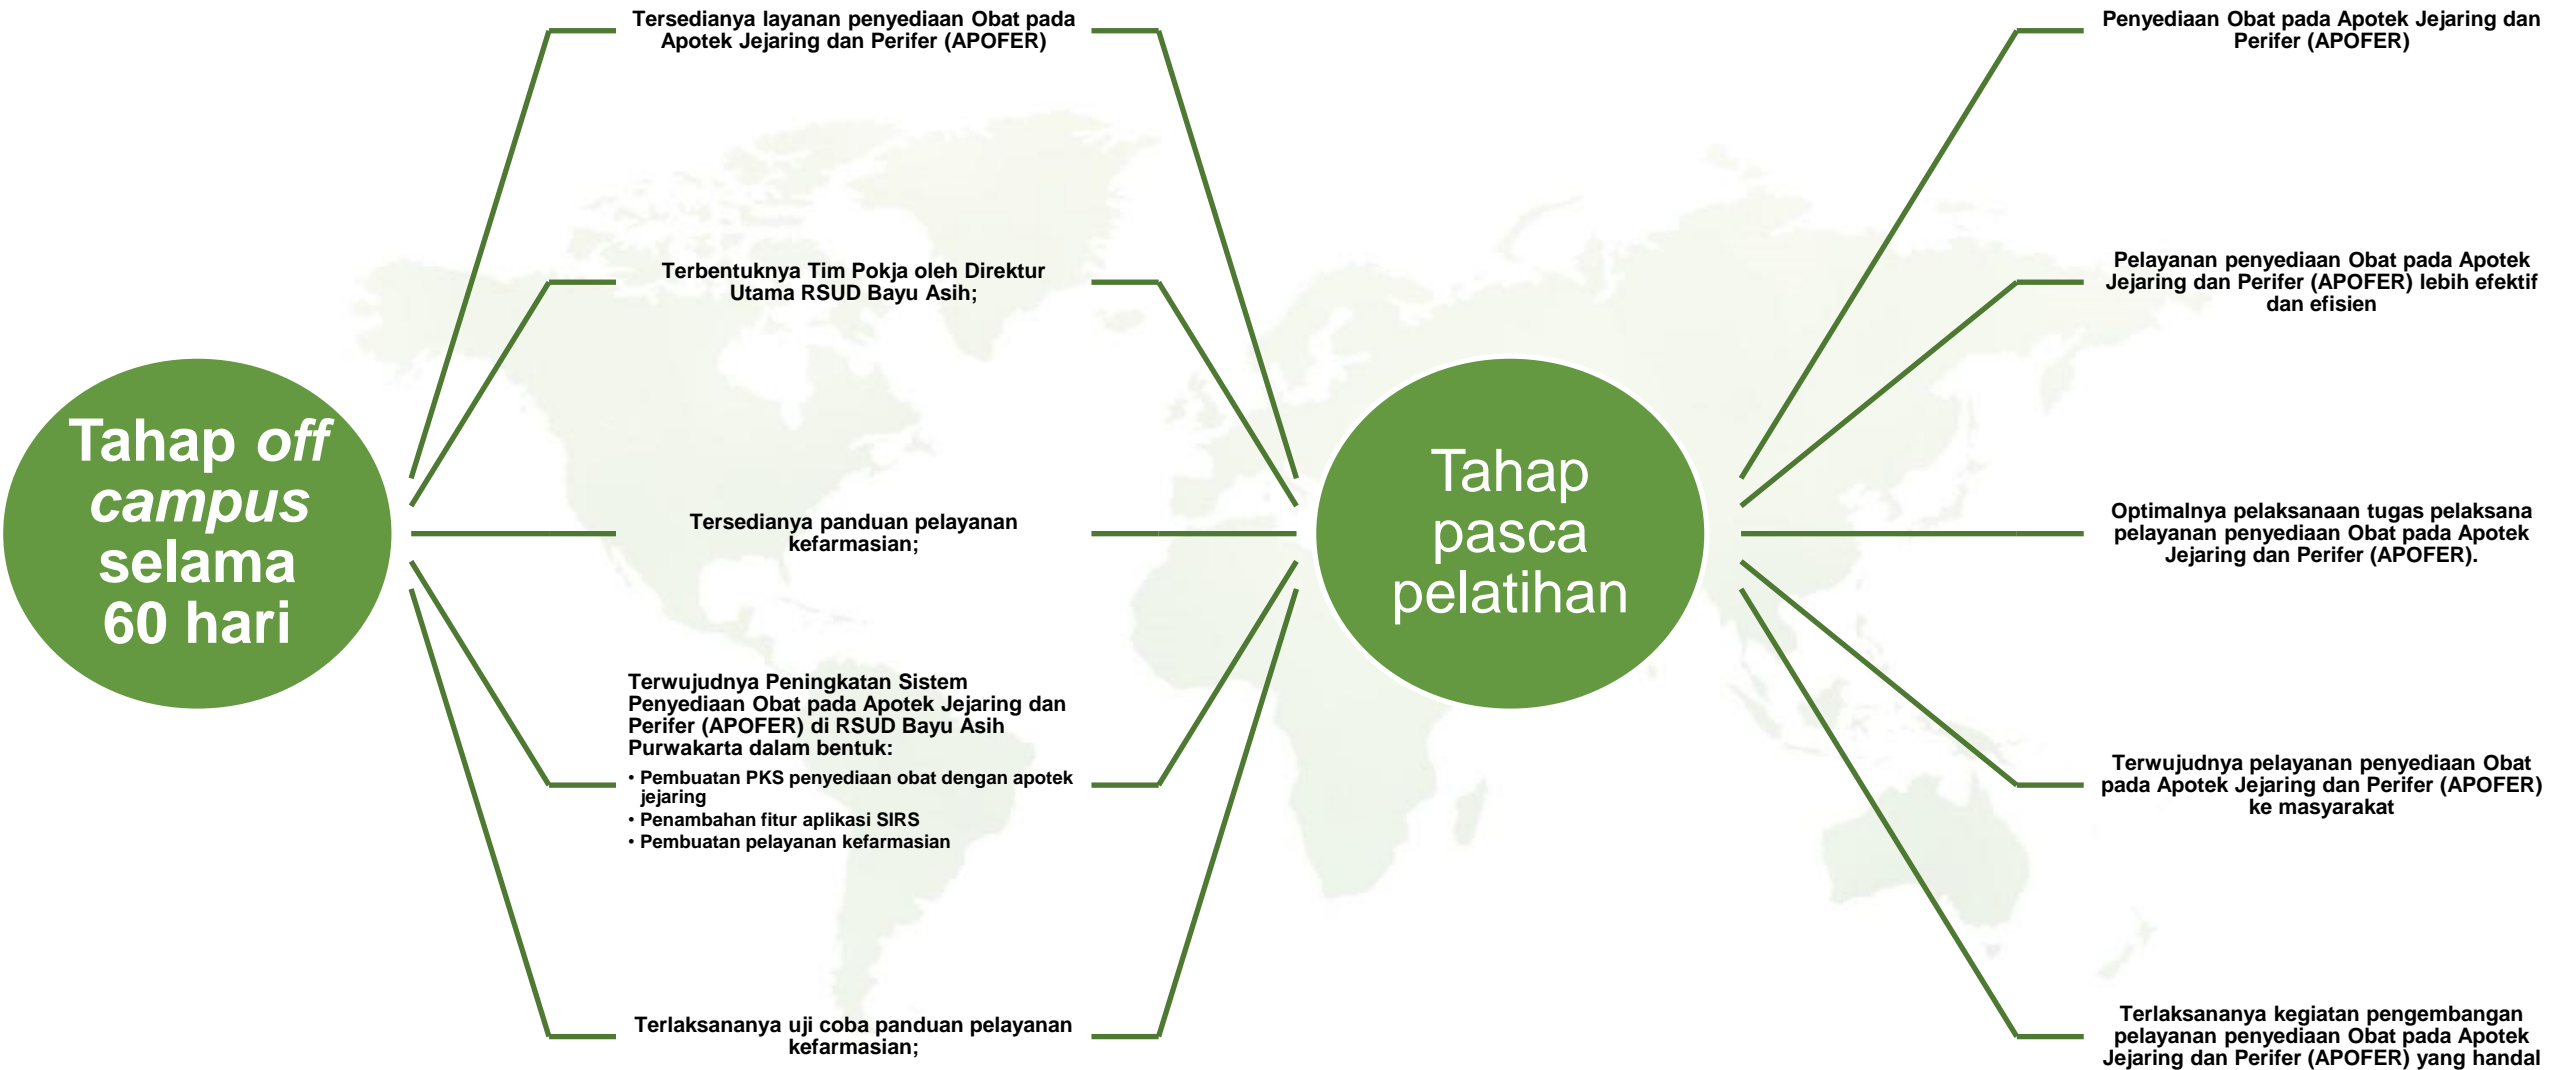 Tahap off
campus
selama
60 hari
Tersedianya layanan penyediaan Obat pada
Apotek Jejaring dan Perifer (APOFER)
Terbentuknya Tim Pokja oleh Direktur
Utama RSUD Bayu Asih;
Tersedianya panduan pelayanan
kefarmasian;
Terwujudnya Peningkatan Sistem
Penyediaan Obat pada Apotek Jejaring dan
Perifer (APOFER) di RSUD Bayu Asih
Purwakarta dalam bentuk:
• Pembuatan PKS penyediaan obat dengan apotek
jejaring
• Penambahan fitur aplikasi SIRS
• Pembuatan pelayanan kefarmasian
Terlaksananya uji coba panduan pelayanan
kefarmasian;
Tahap
pasca
pelatihan
Penyediaan Obat pada Apotek Jejaring dan
Perifer (APOFER)
Pelayanan penyediaan Obat pada Apotek
Jejaring dan Perifer (APOFER) lebih efektif
dan efisien
Optimalnya pelaksanaan tugas pelaksana
pelayanan penyediaan Obat pada Apotek
Jejaring dan Perifer (APOFER).
Terwujudnya pelayanan penyediaan Obat
pada Apotek Jejaring dan Perifer (APOFER)
ke masyarakat
Terlaksananya kegiatan pengembangan
pelayanan penyediaan Obat pada Apotek
Jejaring dan Perifer (APOFER) yang handal